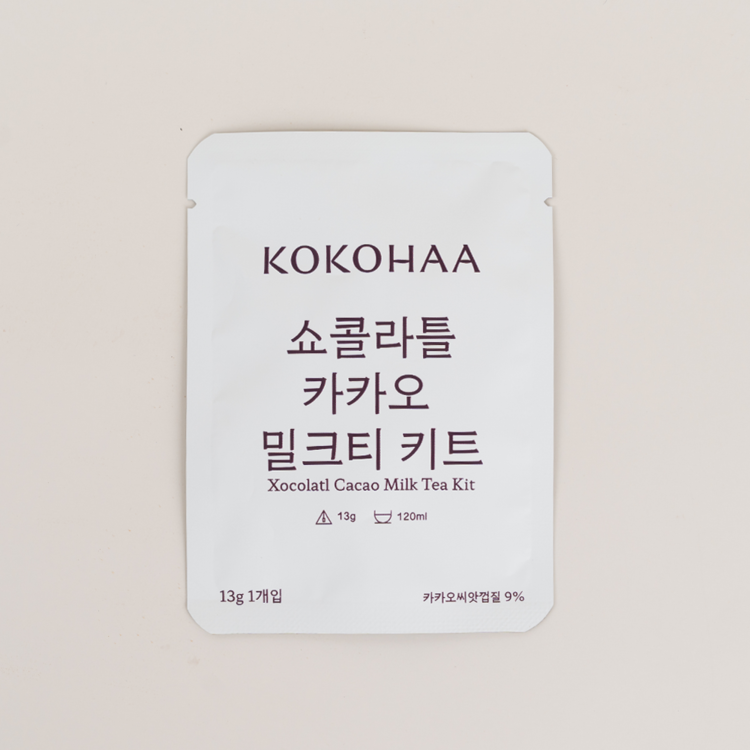 KOKOHAA
쇼콜라틀
카카오
밀크티 키트
Xocolatl Cacao Milk Tea Kit
13g 120ml
13g 1개입 카카오씨앗껍질 9%